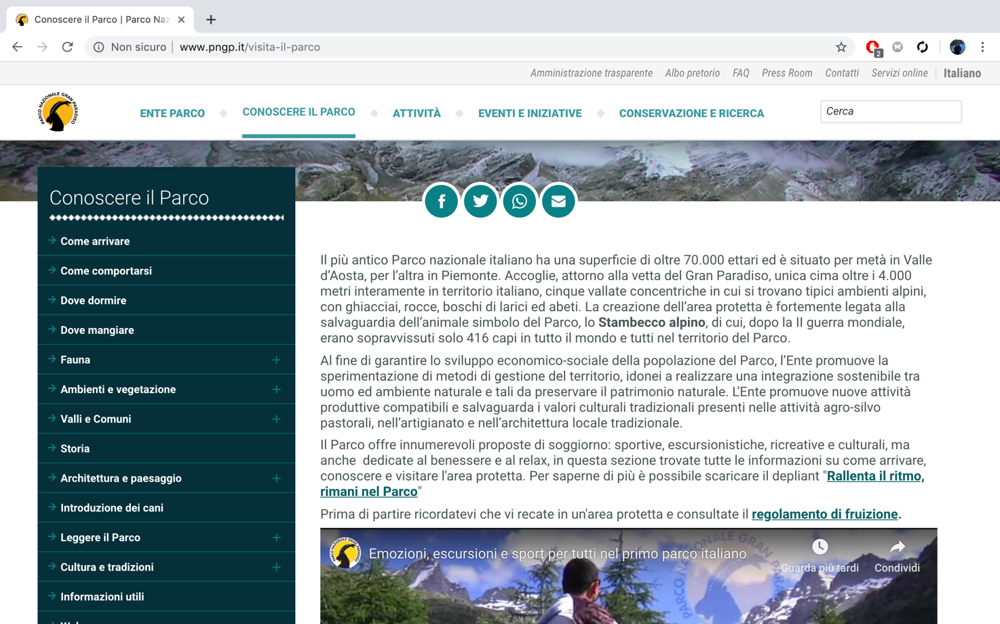 Conoscere il Parco | Parco Naz
Non sicuro
www.pngp.it/visita-il-parco
2
Amministrazione trasparente Albo pretorio FAQ Press Room Contatti Servizi online Italiano
PARCO NAZIONALE GRAN PARADISO
ENTE PARCO CONOSCERE IL PARCO ATTIVITÀ EVENTI E INIZIATIVE CONSERVAZIONE E RICERCA
Cerca
Conoscere il Parco
Come arrivare
Come comportarsi
Dove dormire
Dove mangiare
Fauna
Ambienti e vegetazione
Valli e Comuni
Storia
Architettura e paesaggio
Introduzione dei cani
Leggere il Parco
Cultura e tradizioni
Informazioni utili
Il più antico Parco nazionale italiano ha una superficie di oltre 70.000 ettari ed è situato per metà in Valle
d'Aosta, per l'altra in Piemonte. Accoglie, attorno alla vetta del Gran Paradiso, unica cima oltre i 4.000
metri interamente in territorio italiano, cinque vallate concentriche in cui si trovano tipici ambienti alpini,
con ghiacciai, rocce, boschi di larici ed abeti. La creazione dell'area protetta è fortemente legata alla
salvaguardia dell'animale simbolo del Parco, lo Stambecco alpino, di cui, dopo la II guerra mondiale,
erano sopravvissuti solo 416 capi in tutto il mondo e tutti nel territorio del Parco.
Al fine di garantire lo sviluppo economico-sociale della popolazione del Parco, l'Ente promuove la
sperimentazione di metodi di gestione del territorio, idonei a realizzare una integrazione sostenibile tra
uomo ed ambiente naturale e tali da preservare il patrimonio naturale. L'Ente promuove nuove attività
produttive compatibili e salvaguarda i valori culturali tradizionali presenti nelle attività agro-silvo
pastorali, nell'artigianato e nell'architettura locale tradizionale.
Il Parco offre innumerevoli proposte di soggiorno: sportive, escursionistiche, ricreative e culturali, ma
anche  dedicate al benessere e al relax, in questa sezione trovate tutte le informazioni su come arrivare,
conoscere e visitare l'area protetta. Per saperne di più è possibile scaricare il depliant "Rallenta il ritmo,
rimani nel Parco"
Prima di partire ricordatevi che vi recate in un'area protetta e consultate il regolamento di fruizione.
Emozioni, escursioni e sport per tutti nel primo parco italiano
Guarda più tardi
Condividi